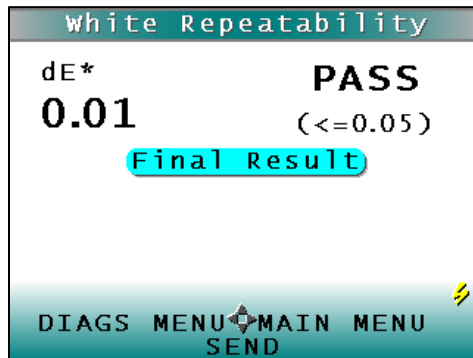 White Repeatability
dE* PASS
0.01 (<=0.05)
Final Result
DIAGS MENU MAIN MENU
SEND